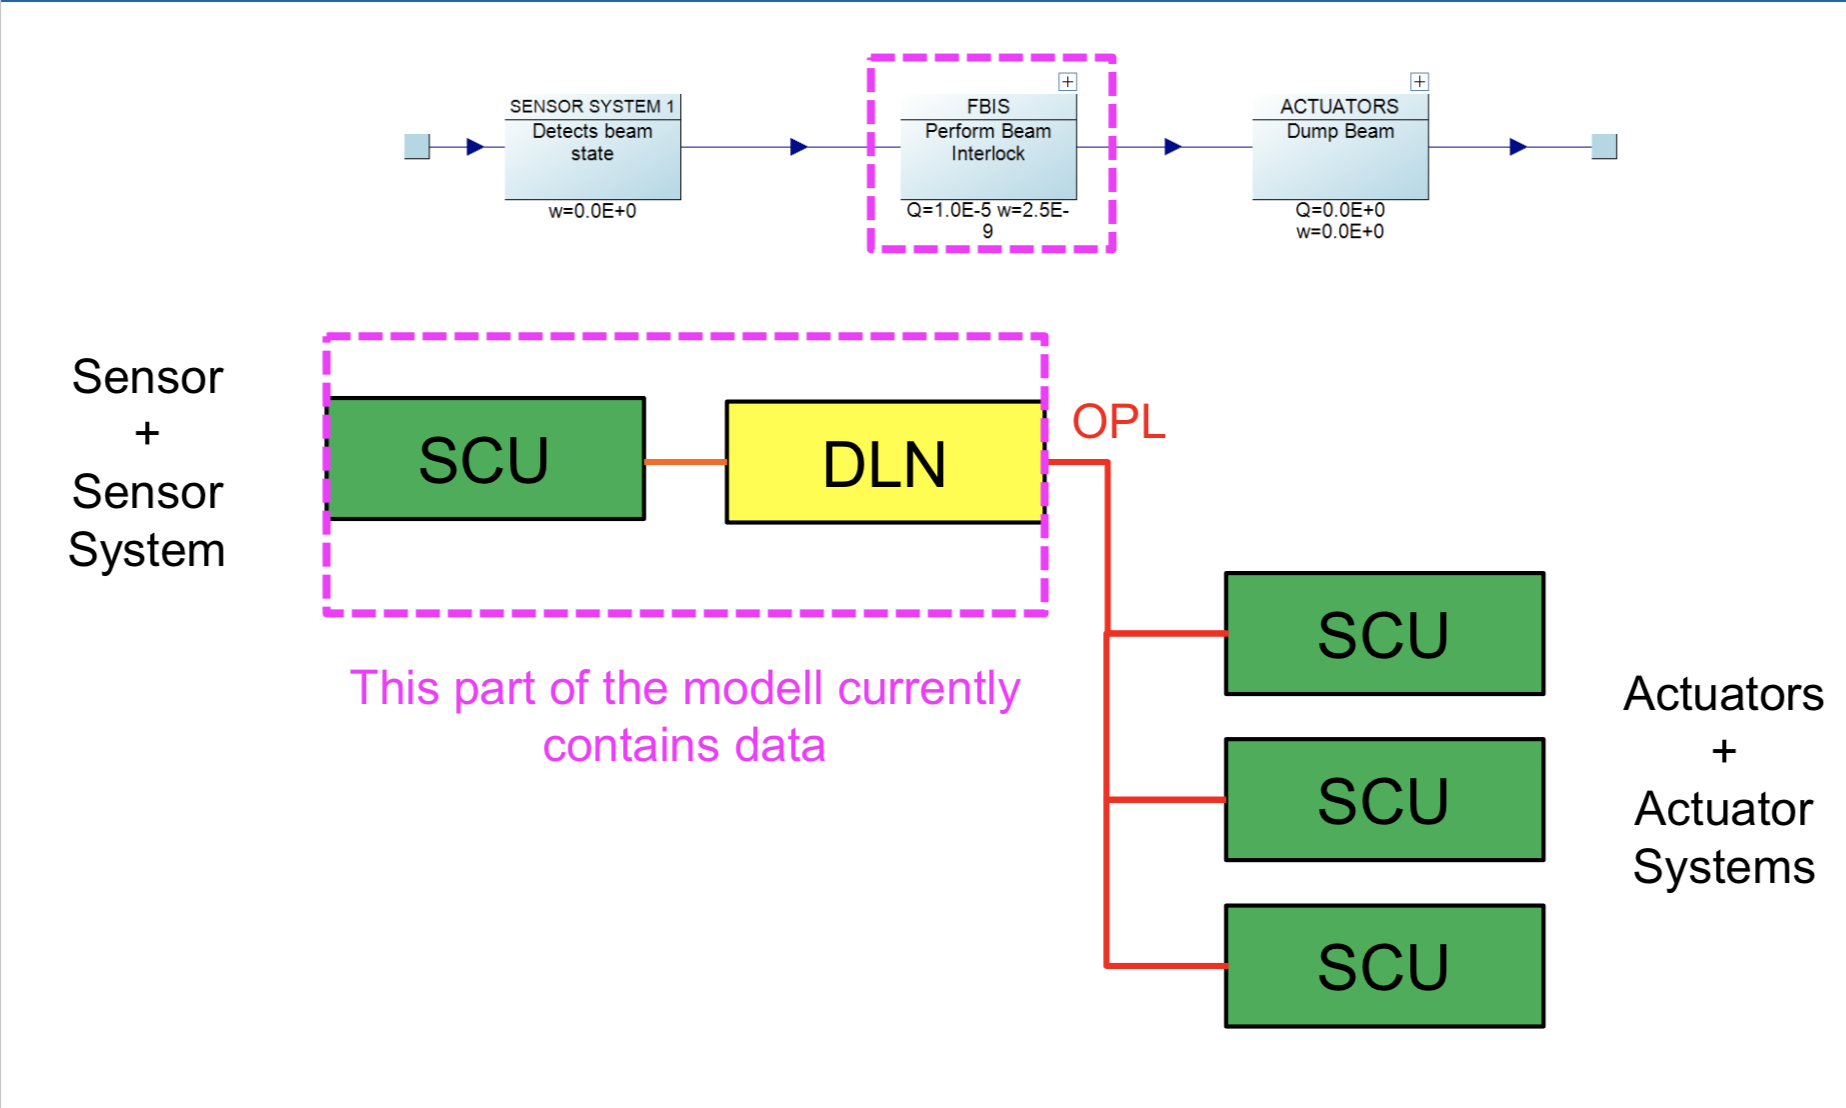 SENSOR SYSTEM 1
Detects beam
state
w=0.0E+0
FBIS
Perform Beam
Interlock
Q=1.0E-5 w=2.5E-
9
ACTUATORS
Dump Beam
Q=0.0E+0
w=0.0E+0
Sensor
+
Sensor
System
SCU
DLN
OPL
This part of the modell currently
contains data
SCU
SCU
SCU
Actuators
+
Actuator
Systems